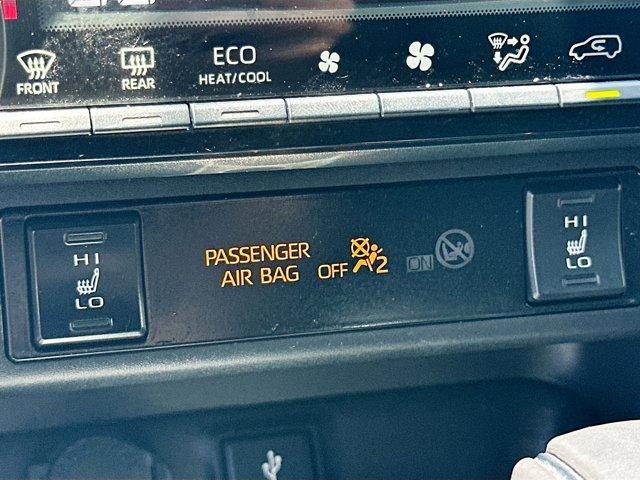 ECO
HEAT/COOL
FRONT
REAR
HI
LO
PASSENGER
AIR BAG OFF 2
ON
HI
LO